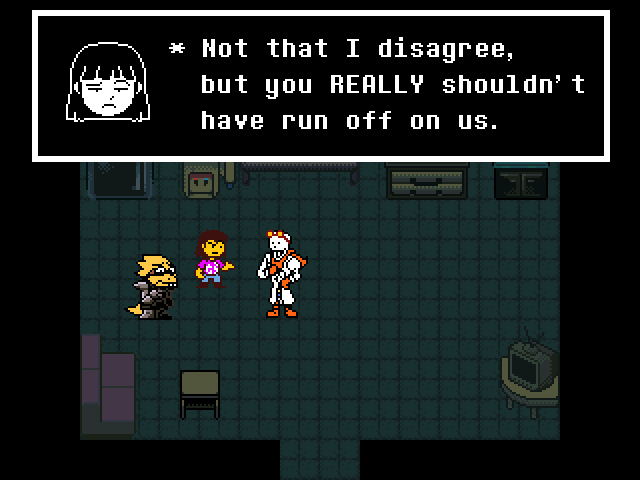 * Not that I disagree,
but you REALLY shouldn't
have run off on us.